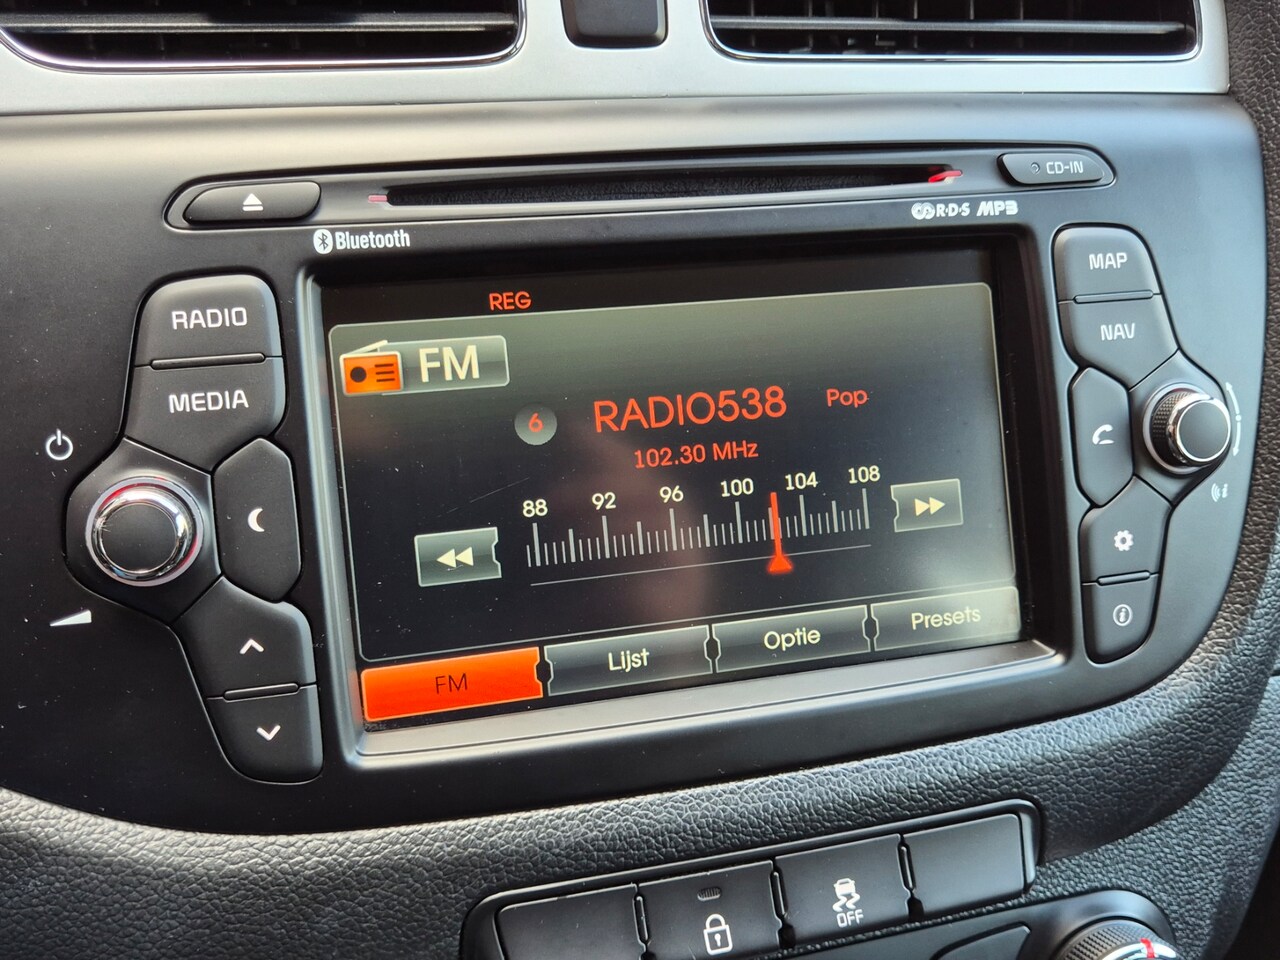 CD-IN
R·D·S MP3
Bluetooth
MAP
REG
RADIO
NAV
FM
MEDIA
6 RADIO538 Pop
102.30 MHz
88 92 96 100 104 108
FM Lijst Optie Presets
OFF